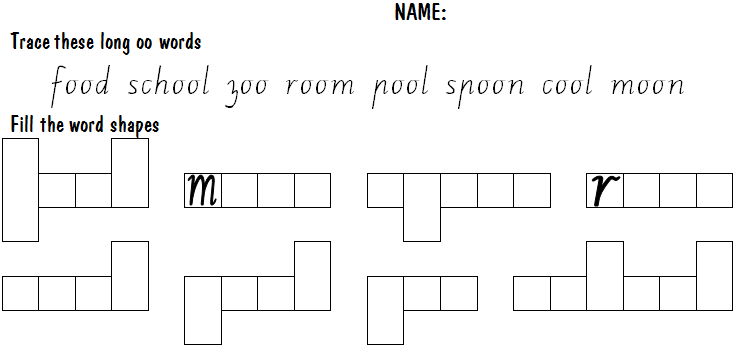 NAME:
Trace these long oo words
food school zoo room pool spoon cool moon
Fill the word shapes
m r